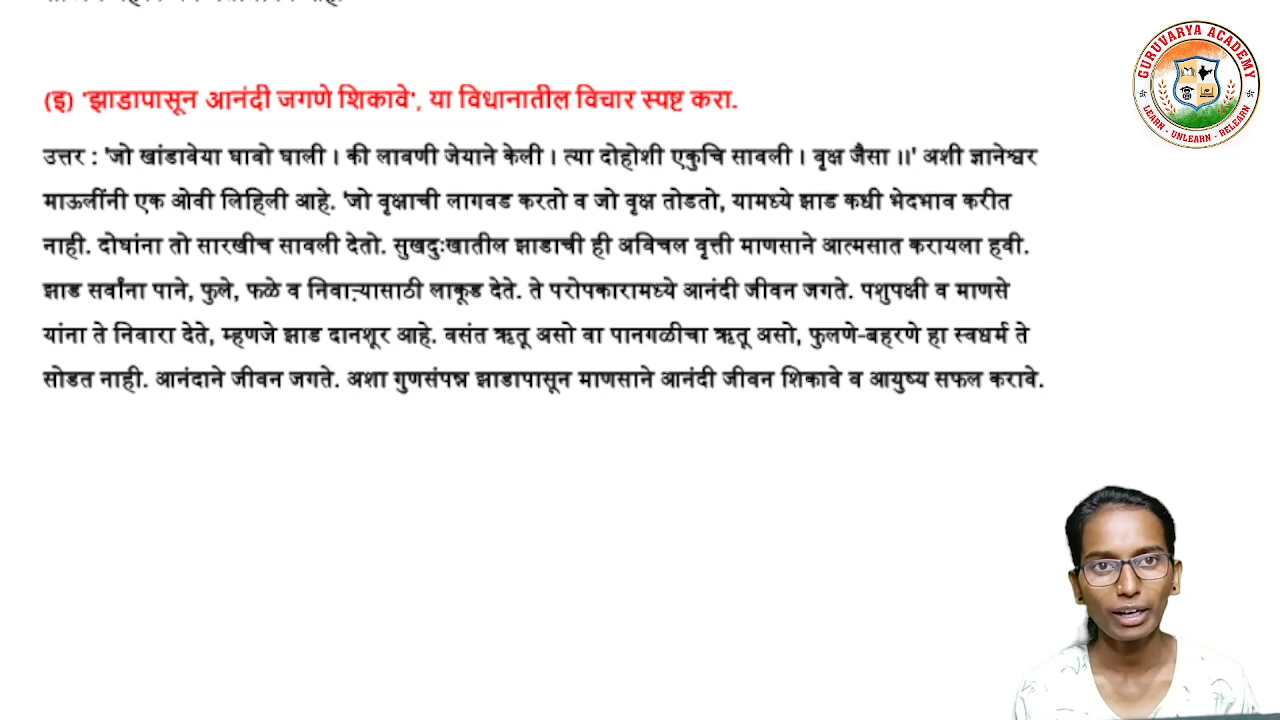 (इ) 'झाडापासून आनंदी जगणे शिकावे', या विधानातील विचार स्पष्ट करा.
उत्तर : 'जो खांडावेया घावो घाली । की लावणी जेयाने केली । त्या दोहोशी एकुचि सावली । वृक्ष जैसा ॥' अशी ज्ञानेश्वर
माऊलींनी एक ओवी लिहिली आहे. 'जो वृक्षाची लागवड करतो व जो वृक्ष तोडतो, यामध्ये झाड कधी भेदभाव करीत
नाही. दोघांना तो सारखीच सावली देतो. सुखदुःखातील झाडाची ही अविचल वृत्ती माणसाने आत्मसात करायला हवी.
झाड सर्वांना पाने, फुले, फळे व निवाऱ्यासाठी लाकूड देते. ते परोपकारामध्ये आनंदी जीवन जगते. पशुपक्षी व माणसे
यांना ते निवारा देते, म्हणजे झाड दानशूर आहे. वसंत ऋतू असो वा पानगळीचा ऋतू असो, फुलणे-बहरणे हा स्वधर्म ते
सोडत नाही. आनंदाने जीवन जगते. अशा गुणसंपन्न झाडापासून माणसाने आनंदी जीवन शिकावे व आयुष्य सफल करावे.
GURUVARYA ACADEMY
LEARN - UNLEARN - RELEARN